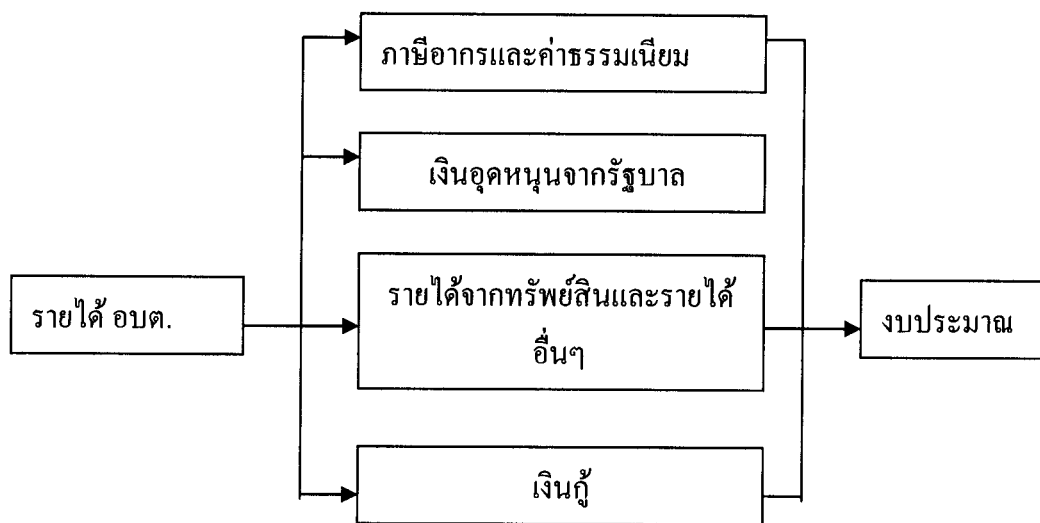 ภาษีอากรและค่าธรรมเนียม
เงินอุดหนุนจากรัฐบาล
รายได้ อบต.
รายได้จากทรัพย์สินและรายได้
อื่นๆ
งบประมาณ
เงินกู้